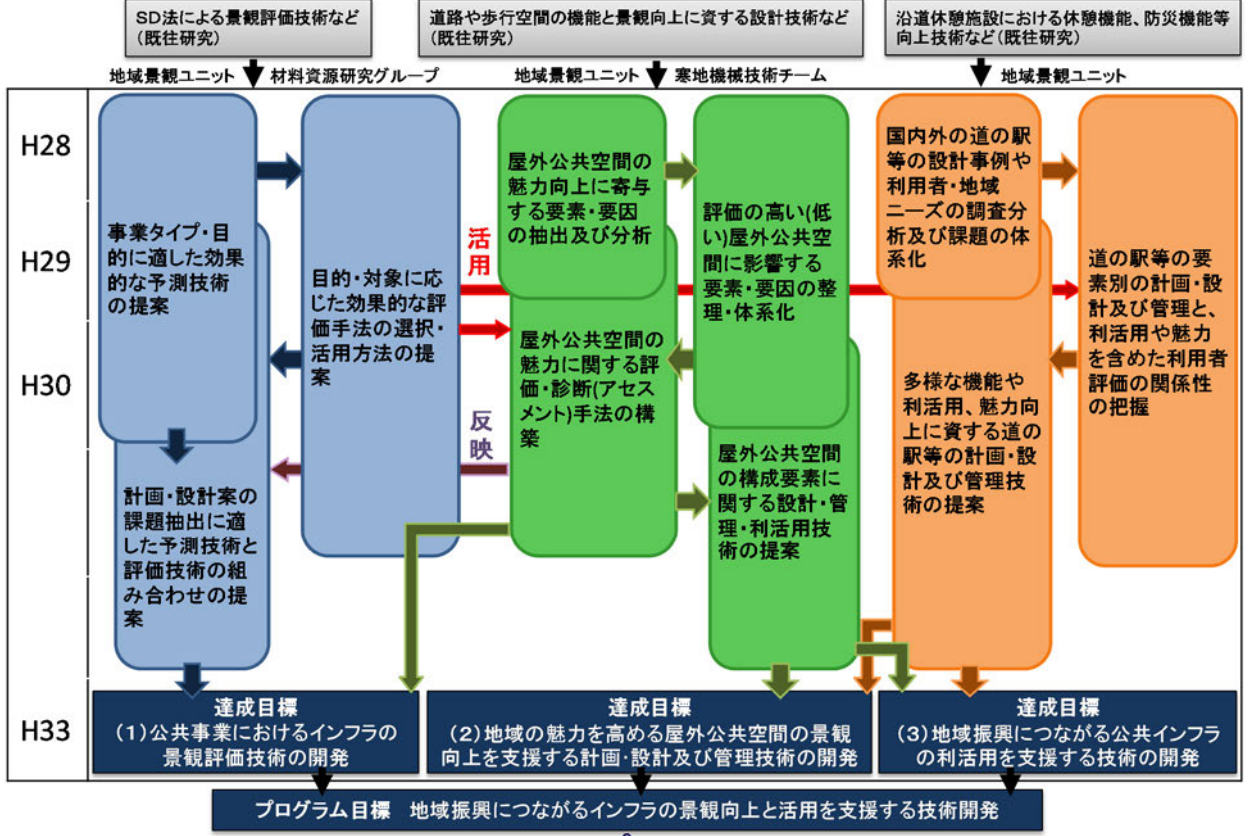 SD法による景観評価技術など
(既往研究)
道路や歩行空間の機能と景観向上に資する設計技術など
(既往研究)
沿道休憩施設における休憩機能、防災機能等
向上技術など(既往研究)
地域景観ユニット
材料資源研究グループ
地域景観ユニット
寒地機械技術チーム
地域景観ユニット
H28
H29
H30
H33
事業タイプ・目
的に適した効果
的な予測技術
の提案
計画・設計案の
課題抽出に適
した予測技術と
評価技術の組
み合わせの提
案
目的・対象に応
じた効果的な評
価手法の選択・
活用方法の提
案
活用
反映
屋外公共空間の
魅力向上に寄与
する要素・要因
の抽出及び分析
屋外公共空間の
魅力に関する評
価・診断(アセス
メント)手法の構
築
評価の高い(低
い)屋外公共空
間に影響する
要素・要因の整
理・体系化
屋外公共空間
の構成要素に
関する設計・管
理・利活用技
術の提案
国内外の道の駅
等の設計事例や
利用者・地域
ニーズの調査分
析及び課題の体
系化
多様な機能や
利活用、魅力向
上に資する道の
駅等の計画・設
計及び管理技
術の提案
道の駅等の要
素別の計画・設
計及び管理と、
利活用や魅力
を含めた利用者
評価の関係性
の把握
達成目標
(1)公共事業におけるインフラの
景観評価技術の開発
達成目標
(2)地域の魅力を高める屋外公共空間の景観
向上を支援する計画・設計及び管理技術の開発
達成目標
(3)地域振興につながる公共インフラ
の利活用を支援する技術の開発
プログラム目標 地域振興につながるインフラの景観向上と活用を支援する技術開発